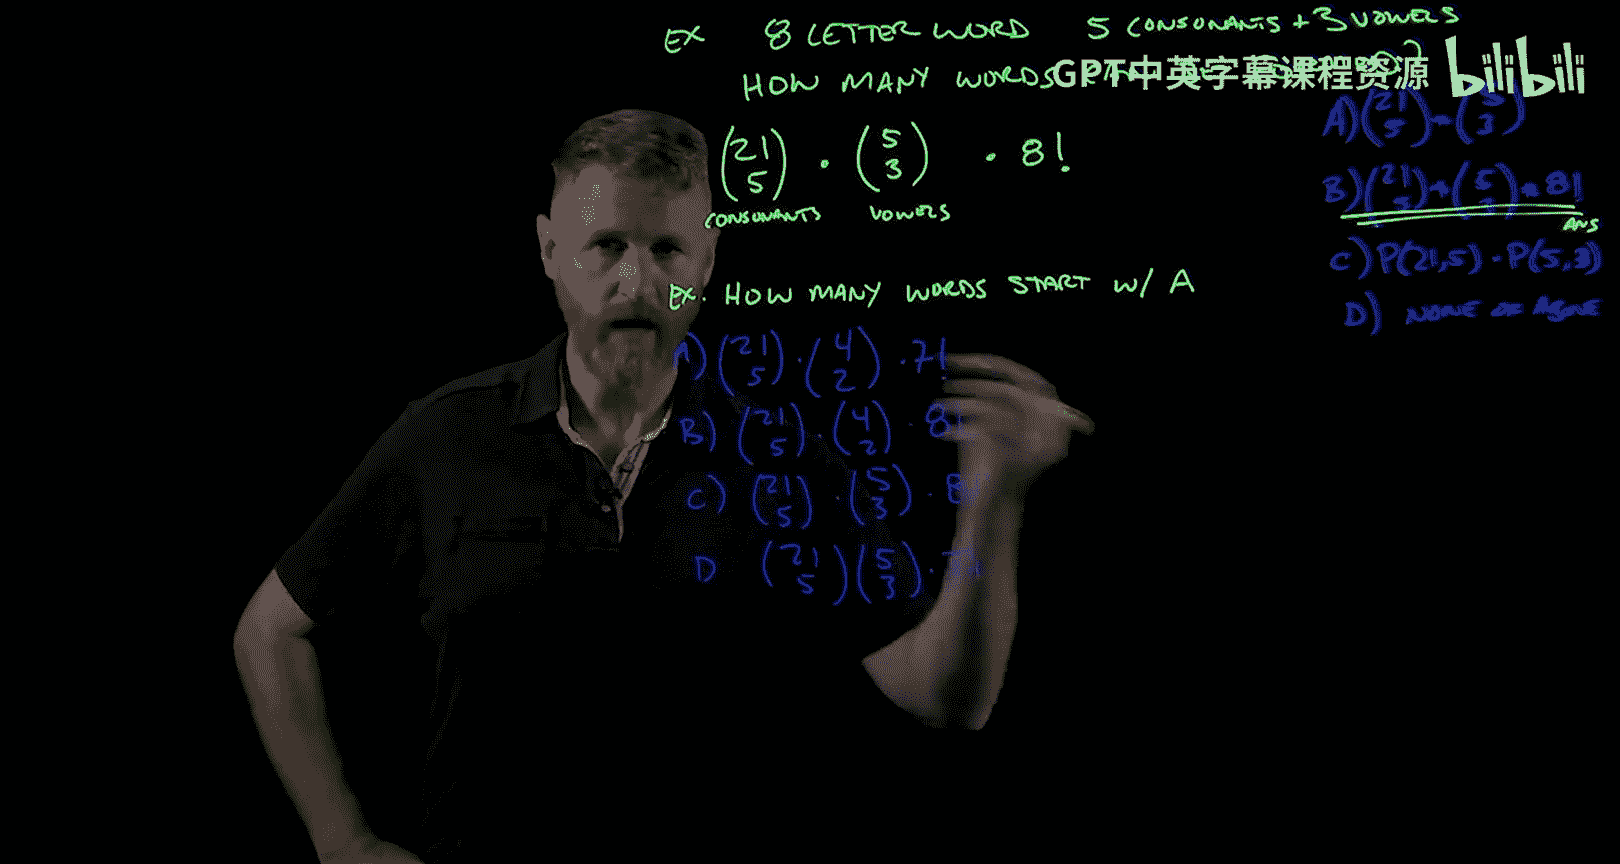 EX 8 LETTER WORD 5 CONSONANTS + 3 VOWELS
HOW MANY WORDS
GPT中英字幕课程资源 bilibili
(21 5) · (5 3) · 8!
CONSONANTS VOWELS
A) (21 5) · (5 3)
B) (21 5) · (5 3) · 8!
ANS
C) P(21,5) · P(5,3)
D) NONE OF ABOVE
EX. HOW MANY WORDS START W/ A
A) (21 5) · (4 2) · 7!
B) (21 5) · (4 2) · 8!
C) (21 5) · (5 3) · 8!
D (21 5) (5 3) ·